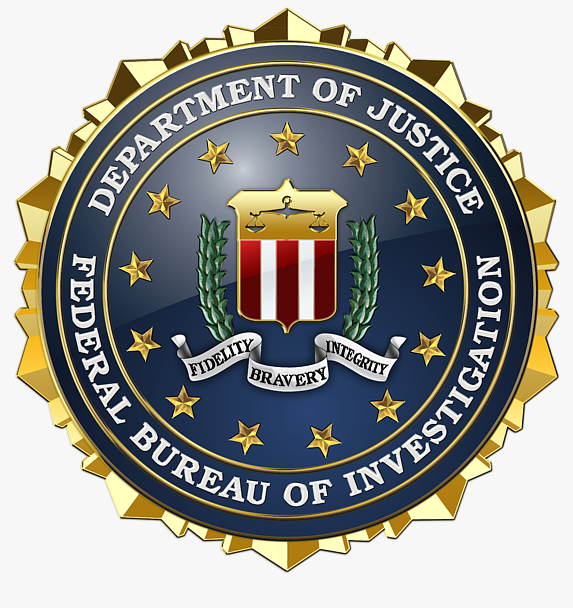 DEPARTMENT OF JUSTICE
FIDELITY
BRAVERY
INTEGRITY
FEDERAL BUREAU OF INVESTIGATION